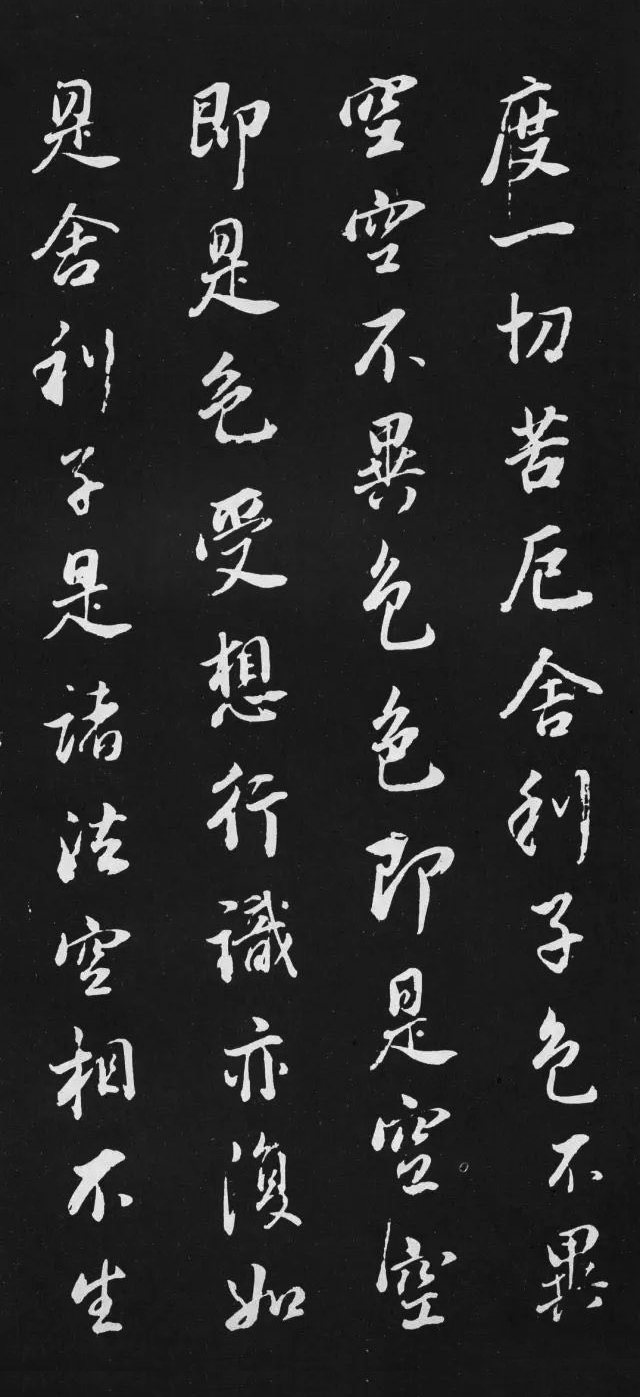 度一切苦厄舍利子色不異
空空不異色色即是空空
即是色受想行識亦復如
是舍利子是諸法空相不生